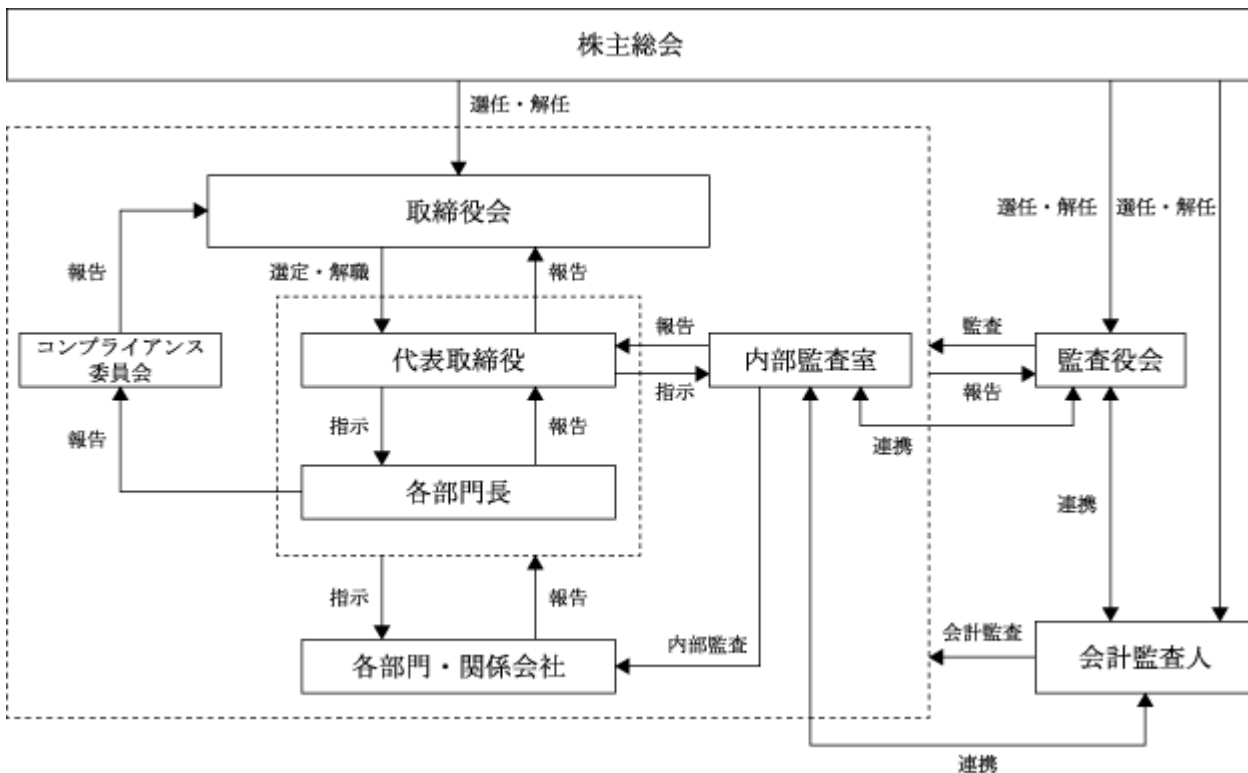 株主総会
選任・解任
取締役会
選任・解任
選任・解任
報告
選定・解職
報告
コンプライアンス
委員会
代表取締役
報告
指示
内部監査室
監査
報告
監査役会
報告
指示
報告
連携
各部門長
連携
指示
報告
各部門・関係会社
内部監査
会計監査
会計監査人
連携